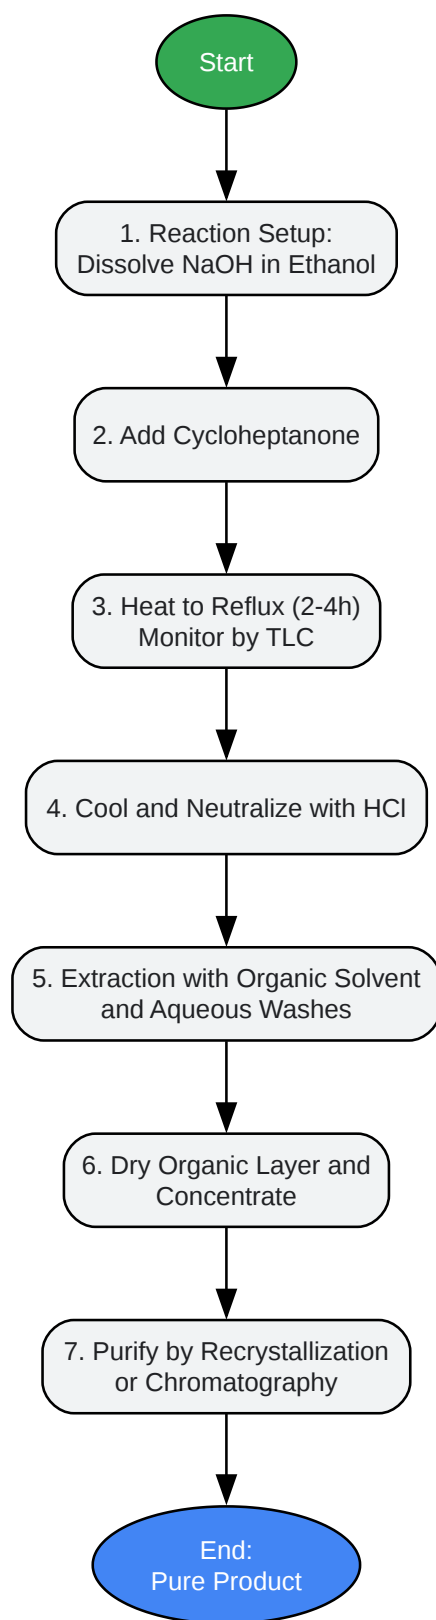 Start
1. Reaction Setup:
Dissolve NaOH in Ethanol
2. Add Cycloheptanone
3. Heat to Reflux (2-4h)
Monitor by TLC
4. Cool and Neutralize with HCl
5. Extraction with Organic Solvent
and Aqueous Washes
6. Dry Organic Layer and
Concentrate
7. Purify by Recrystallization
or Chromatography
End:
Pure Product